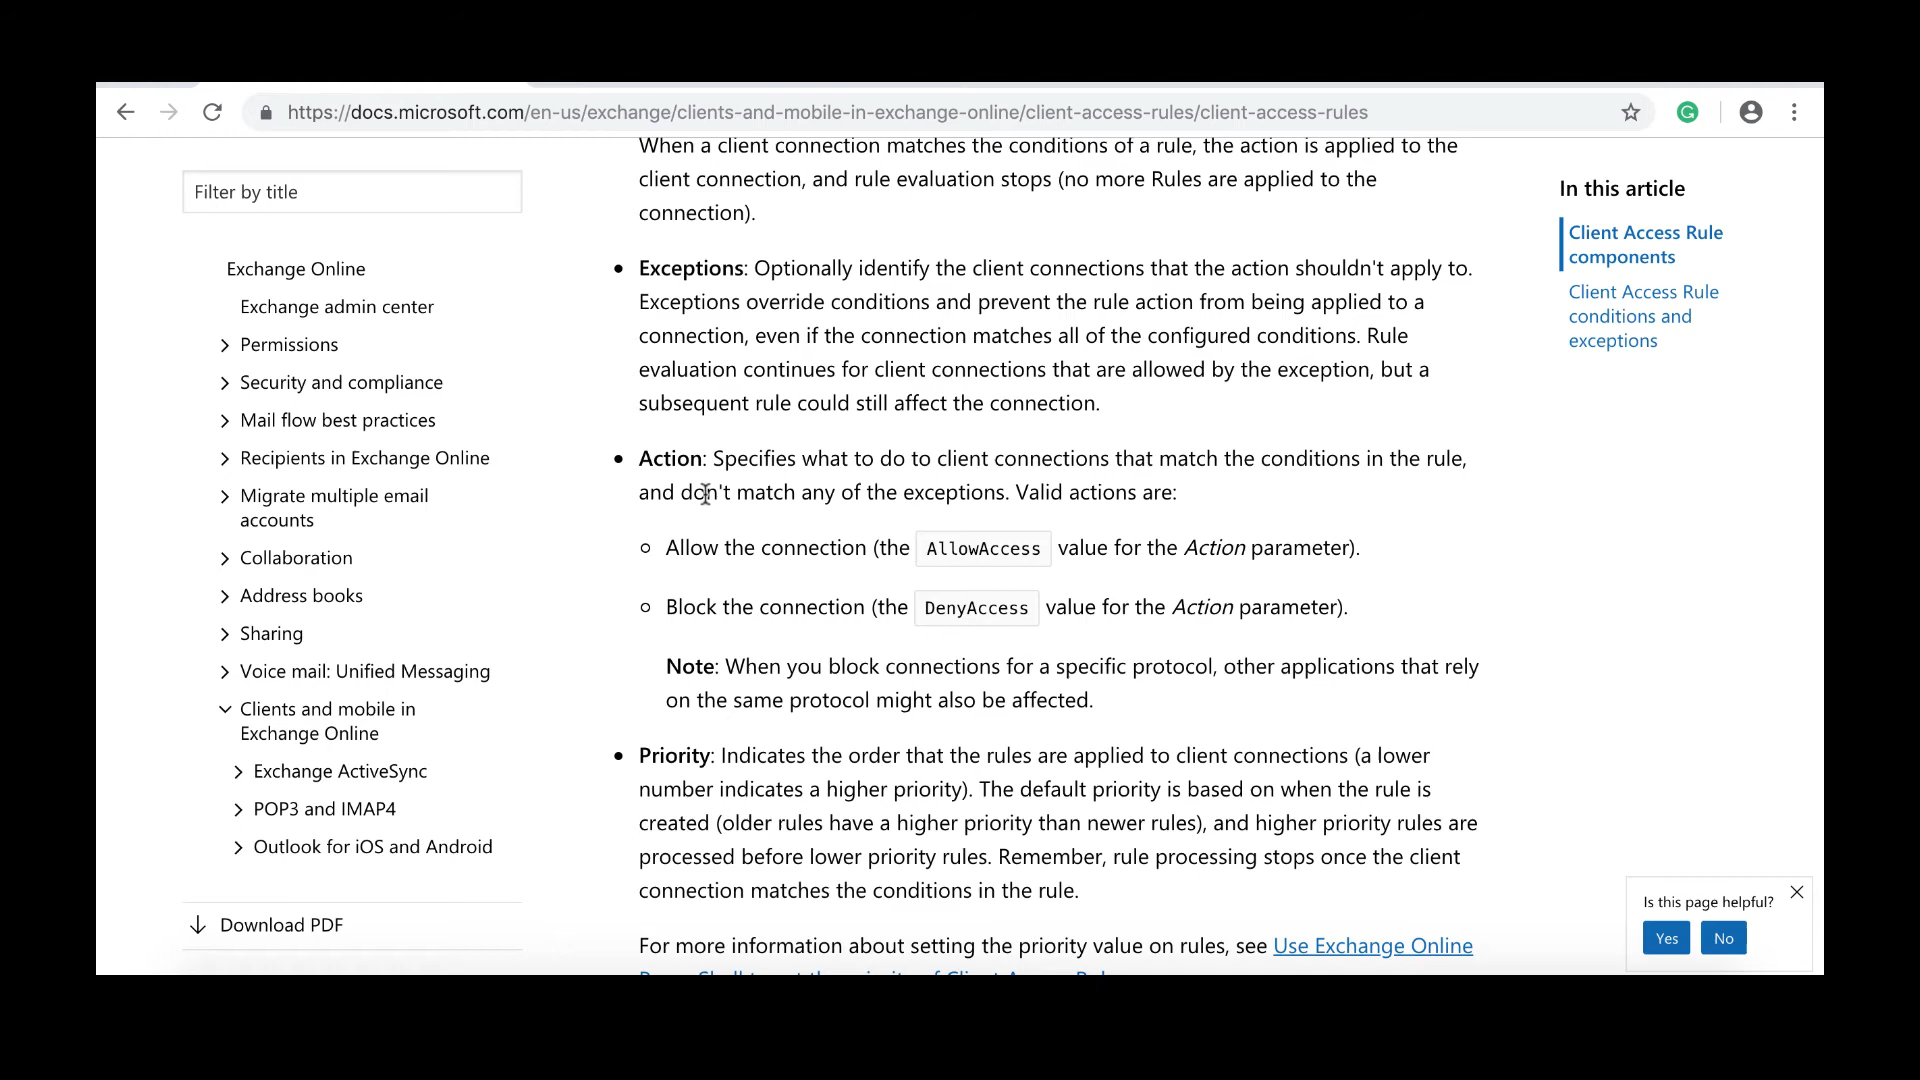 https://docs.microsoft.com/en-us/exchange/clients-and-mobile-in-exchange-online/client-access-rules/client-access-rules
Filter by title
Exchange Online
Exchange admin center
Permissions
Security and compliance
Mail flow best practices
Recipients in Exchange Online
Migrate multiple email
accounts
Collaboration
Address books
Sharing
Voice mail: Unified Messaging
Clients and mobile in
Exchange Online
Exchange ActiveSync
POP3 and IMAP4
Outlook for iOS and Android
Download PDF
When a client connection matches the conditions of a rule, the action is applied to the
client connection, and rule evaluation stops (no more Rules are applied to the
connection).
Exceptions: Optionally identify the client connections that the action shouldn't apply to.
Exceptions override conditions and prevent the rule action from being applied to a
connection, even if the connection matches all of the configured conditions. Rule
evaluation continues for client connections that are allowed by the exception, but a
subsequent rule could still affect the connection.
Action: Specifies what to do to client connections that match the conditions in the rule,
and don't match any of the exceptions. Valid actions are:
Allow the connection (the AllowAccess value for the Action parameter).
Block the connection (the DenyAccess value for the Action parameter).
Note: When you block connections for a specific protocol, other applications that rely
on the same protocol might also be affected.
Priority: Indicates the order that the rules are applied to client connections (a lower
number indicates a higher priority). The default priority is based on when the rule is
created (older rules have a higher priority than newer rules), and higher priority rules are
processed before lower priority rules. Remember, rule processing stops once the client
connection matches the conditions in the rule.
For more information about setting the priority value on rules, see Use Exchange Online
In this article
Client Access Rule
components
Client Access Rule
conditions and
exceptions
Is this page helpful?
Yes No